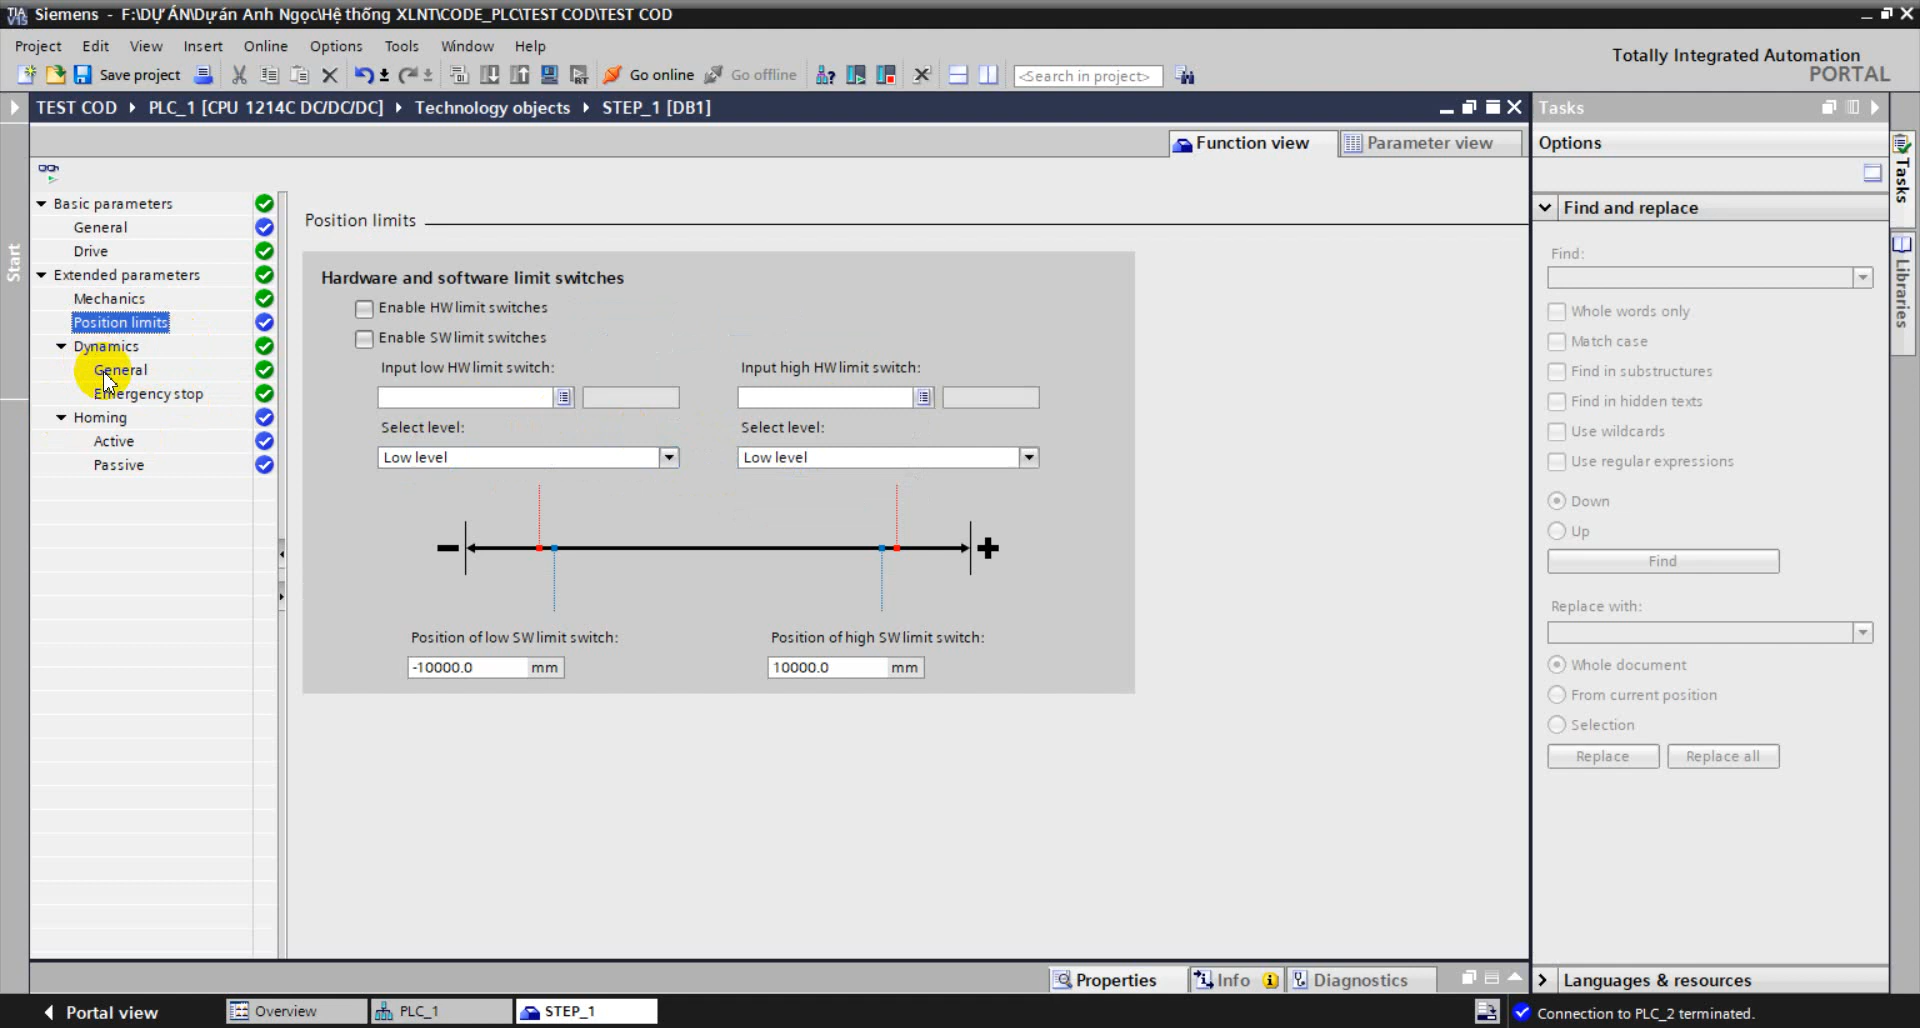 Siemens - F:\DỰ ÁN\Dự án Anh Ngọc\Hệ thống XLNT\CODE_PLC\TEST COD\TEST COD
Project Edit View Insert Online Options Tools Window Help
Totally Integrated Automation
PORTAL
Save project
Go online
Go offline
<Search in project>
TEST COD PLC_1 [CPU 1214C DC/DC/DC] Technology objects STEP_1 [DB1]
Function view
Parameter view
Basic parameters
General
Drive
Extended parameters
Mechanics
Position limits
Dynamics
General
Emergency stop
Homing
Active
Passive
Start
Position limits
Hardware and software limit switches
Enable HW limit switches
Enable SW limit switches
Input low HW limit switch:
Input high HW limit switch:
Select level:
Select level:
Low level
Low level
Position of low SW limit switch:
Position of high SW limit switch:
-10000.0 mm
10000.0 mm
Tasks
Options
Find and replace
Find:
Whole words only
Match case
Find in substructures
Find in hidden texts
Use wildcards
Use regular expressions
Down
Up
Find
Replace with:
Whole document
From current position
Selection
Replace
Replace all
Languages & resources
Tasks
Libraries
Properties
Info
Diagnostics
Portal view
Overview
PLC_1
STEP_1
Connection to PLC_2 terminated.